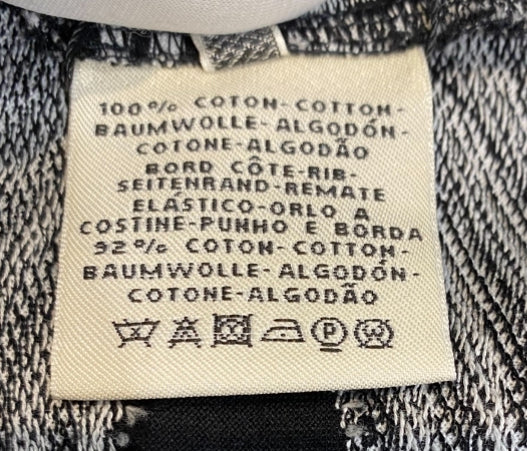 100% COTON-COTTON-
BAUMWOLLE-ALGODÓN-
COTONE-ALGODÃO
BORD CÔTE-RIB-
SEITENRAND-REMATE
ELÁSTICO-ORLO A
COSTINE-PUNHO E BORDA
92% COTON-COTTON-
BAUMWOLLE-ALGODÓN-
COTONE-ALGODÃO